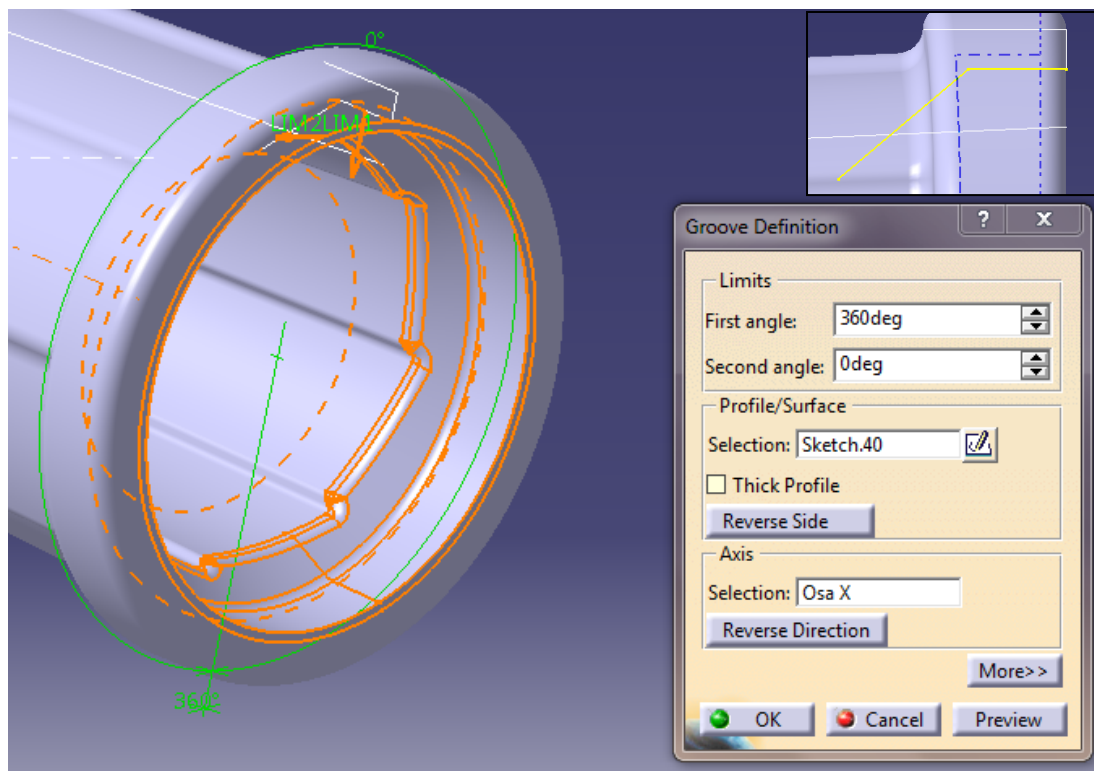 0°
LIM2LIM1
360°
Groove Definition
? X
Limits
First angle: 360deg
Second angle: 0deg
Profile/Surface
Selection: Sketch.40
Thick Profile
Reverse Side
Axis
Selection: Osa X
Reverse Direction
More>>
OK Cancel Preview